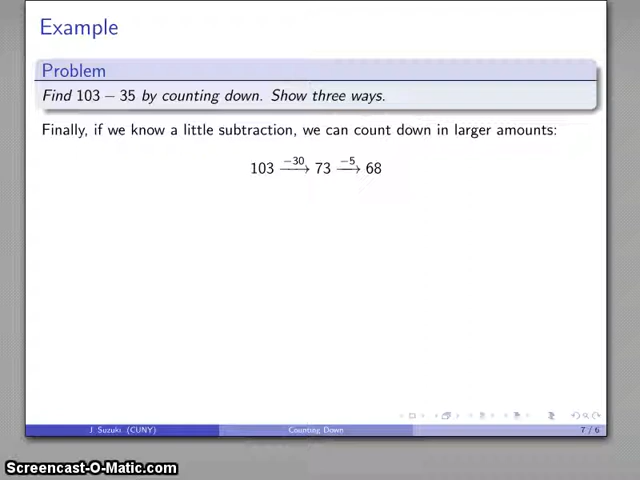 Example
Problem
Find 103 − 35 by counting down. Show three ways.
Finally, if we know a little subtraction, we can count down in larger amounts:
103 −30⟶ 73 −5⟶ 68
J. Suzuki (CUNY) Counting Down 7 / 6
Screencast-O-Matic.com